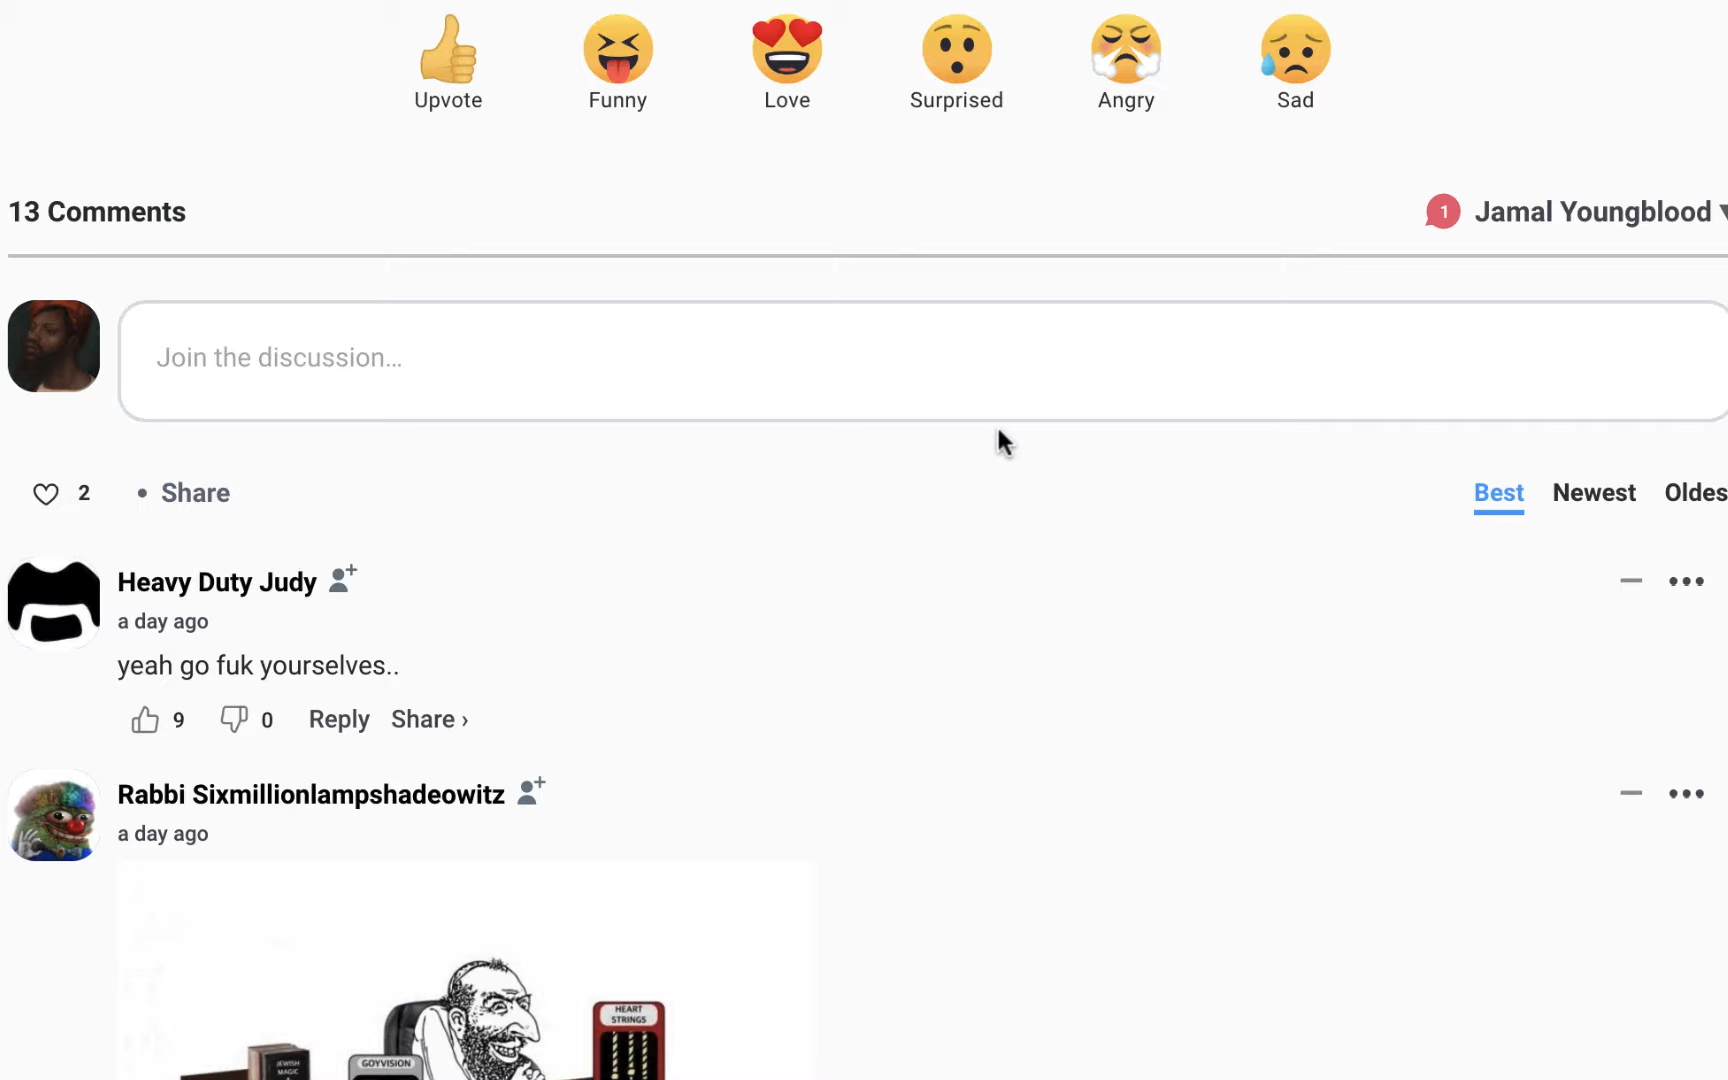 Upvote
Funny
Love
Surprised
Angry
Sad
13 Comments
1
Jamal Youngblood
Join the discussion...
2
• Share
Best
Newest
Oldes
Heavy Duty Judy
a day ago
yeah go fuk yourselves..
9
0
Reply
Share ›
Rabbi Sixmillionlampshadeowitz
a day ago
HEART
STRINGS
JEWISH
MAGIC
GOYVISION